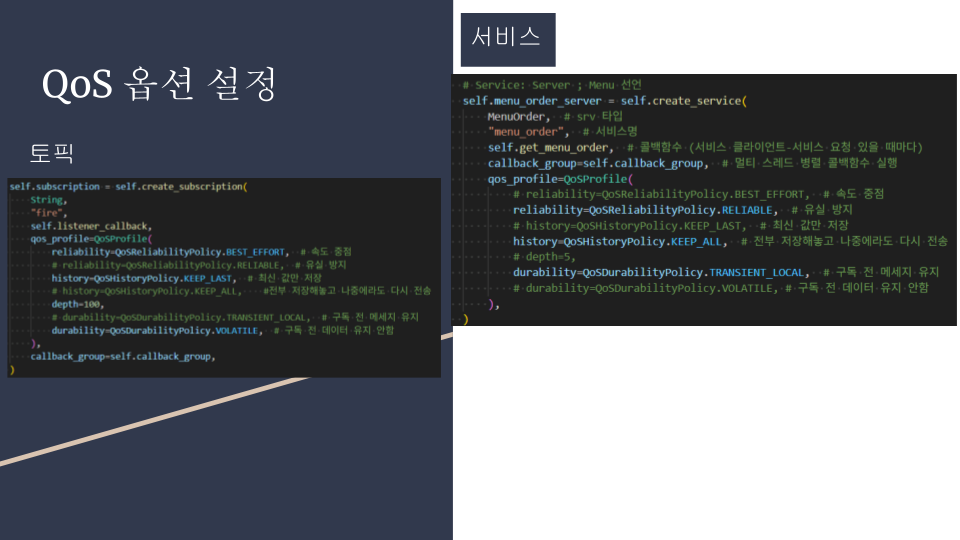 QoS 옵션 설정
토픽
self.subscription = self.create_subscription(
String,
"fire",
self.listener_callback,
qos_profile=QoSProfile(
reliability=QoSReliabilityPolicy.BEST_EFFORT, # 속도 중점
# reliability=QoSReliabilityPolicy.RELIABLE, # 유실 방지
history=QoSHistoryPolicy.KEEP_LAST, # 최신 값만 저장
# history=QoSHistoryPolicy.KEEP_ALL, #전부 저장해놓고 나중에라도 다시 전송
depth=100,
# durability=QoSDurabilityPolicy.TRANSIENT_LOCAL, # 구독 전 메세지 유지
durability=QoSDurabilityPolicy.VOLATILE, # 구독 전 데이터 유지 안함
),
callback_group=self.callback_group,
)
서비스
# Service: Server ; Menu 선언
self.menu_order_server = self.create_service(
MenuOrder, # srv 타입
"menu_order", # 서비스명
self.get_menu_order, # 콜백함수 (서비스 클라이언트-서비스 요청 있을 때마다)
callback_group=self.callback_group, # 멀티 스레드 병렬 콜백함수 실행
qos_profile=QoSProfile(
# reliability=QoSReliabilityPolicy.BEST_EFFORT, # 속도 중점
reliability=QoSReliabilityPolicy.RELIABLE, # 유실 방지
# history=QoSHistoryPolicy.KEEP_LAST, # 최신 값만 저장
history=QoSHistoryPolicy.KEEP_ALL, # 전부 저장해놓고 나중에라도 다시 전송
# depth=5,
durability=QoSDurabilityPolicy.TRANSIENT_LOCAL, # 구독 전 메세지 유지
# durability=QoSDurabilityPolicy.VOLATILE, # 구독 전 데이터 유지 안함
),
)